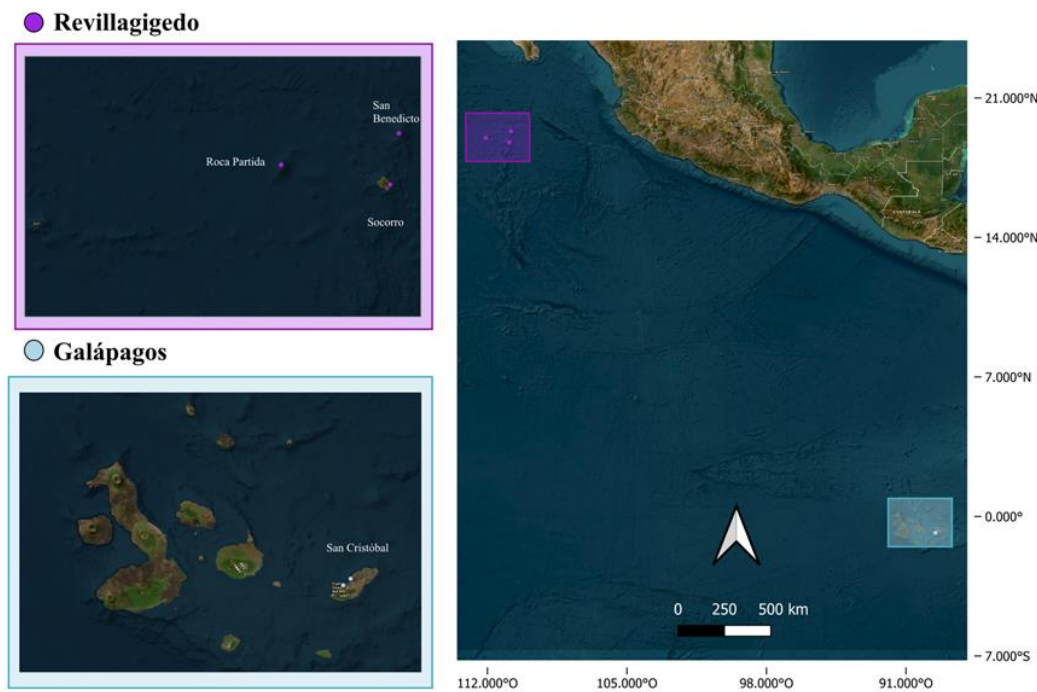 Revillagigedo
San
Benedicto
Roca Partida
Socorro
Galápagos
San Cristóbal
GUATEMALA
21.000°N
14.000°N
7.000°N
0.000°
7.000°S
0 250 500 km
112.000°O 105.000°O 98.000°O 91.000°O